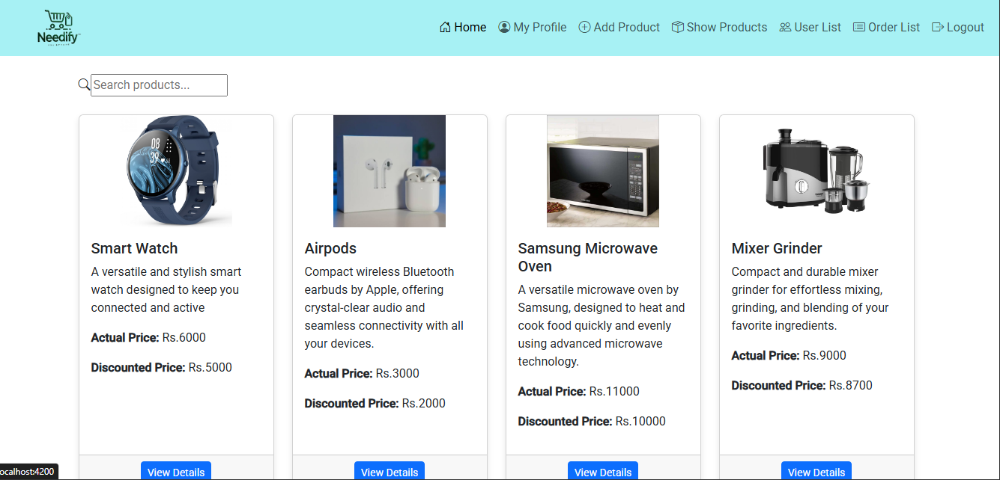 Needify
Home My Profile Add Product Show Products User List Order List Logout
Search products...
08
39
Smart Watch
A versatile and stylish smart
watch designed to keep you
connected and active
Actual Price: Rs.6000
Discounted Price: Rs.5000
View Details
Airpods
Compact wireless Bluetooth
earbuds by Apple, offering
crystal-clear audio and
seamless connectivity with all
your devices.
Actual Price: Rs.3000
Discounted Price: Rs.2000
View Details
Samsung Microwave
Oven
A versatile microwave oven by
Samsung, designed to heat and
cook food quickly and evenly
using advanced microwave
technology.
Actual Price: Rs.11000
Discounted Price: Rs.10000
View Details
Mixer Grinder
Compact and durable mixer
grinder for effortless mixing,
grinding, and blending of your
favorite ingredients.
Actual Price: Rs.9000
Discounted Price: Rs.8700
View Details
ocalhost:4200